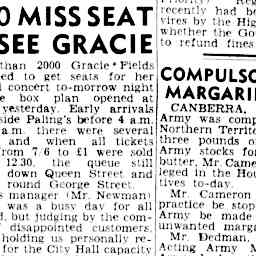 0 MISS SEAT
SEE GRACIE
than 2000 Gracie Fields
ed to get seats for her
l concert to-morrow night
e box plan opened at
yesterday. Early arrivals
side Paling's before 4 a.m.
a.m. there were several
and when all tickets
from 7/6 to £1 were sold
12.30, the queue still
down Queen Street and
round George Street.
s manager (Mr. Newman)
was a busy day for all
d, but judging by the com-
disappointed customers,
holding us personally re-
for the City Hall capacity
recently had be
vires by the High
whether the Go
to refund fines
COMPULSO
MARGARI
CANBERRA,
Army was comp
Northern Territo
three pounds o
Army stocks fo
butter, Mr. Came
leged in the Hou
tives to-day.
Mr. Cameron
practice be stop
Army be made
unwanted marga
Mr. Dedman,
Acting Army M